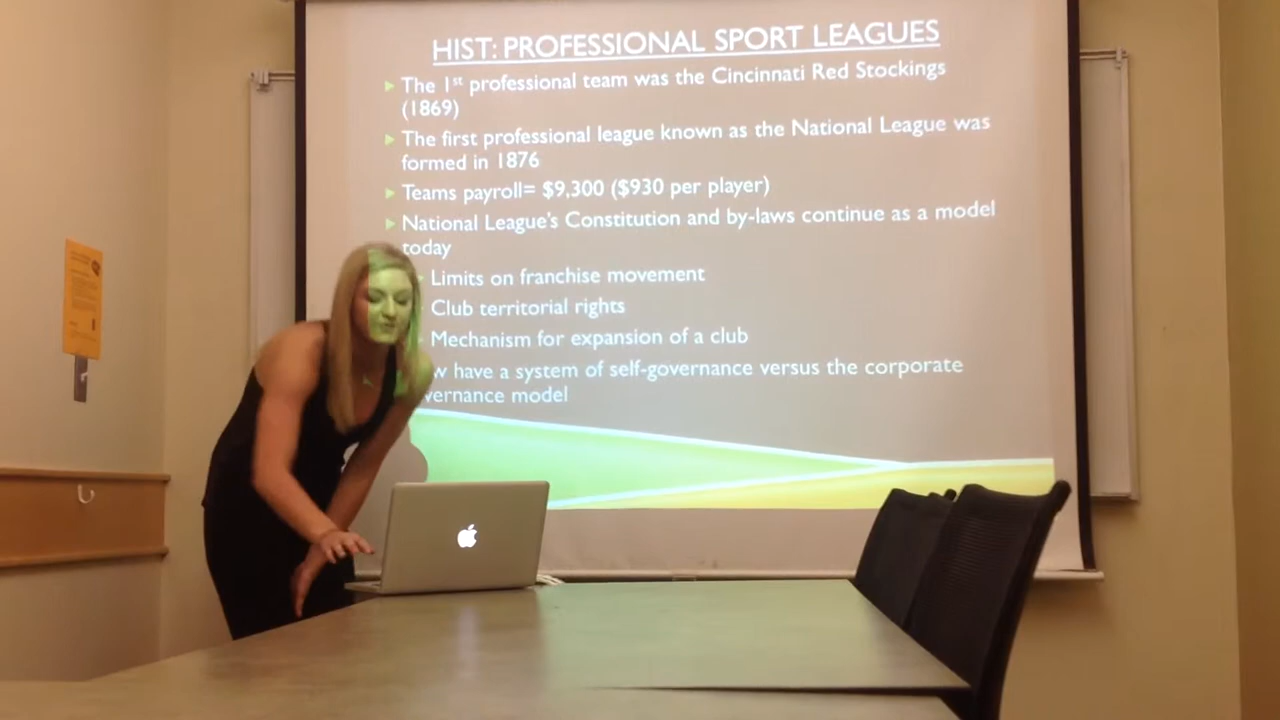 HIST: PROFESSIONAL SPORT LEAGUES
The 1st professional team was the Cincinnati Red Stockings
(1869)
The first professional league known as the National League was
formed in 1876
Teams payroll= $9,300 ($930 per player)
National League's Constitution and by-laws continue as a model
today
Limits on franchise movement
Club territorial rights
Mechanism for expansion of a club
have a system of self-governance versus the corporate
model